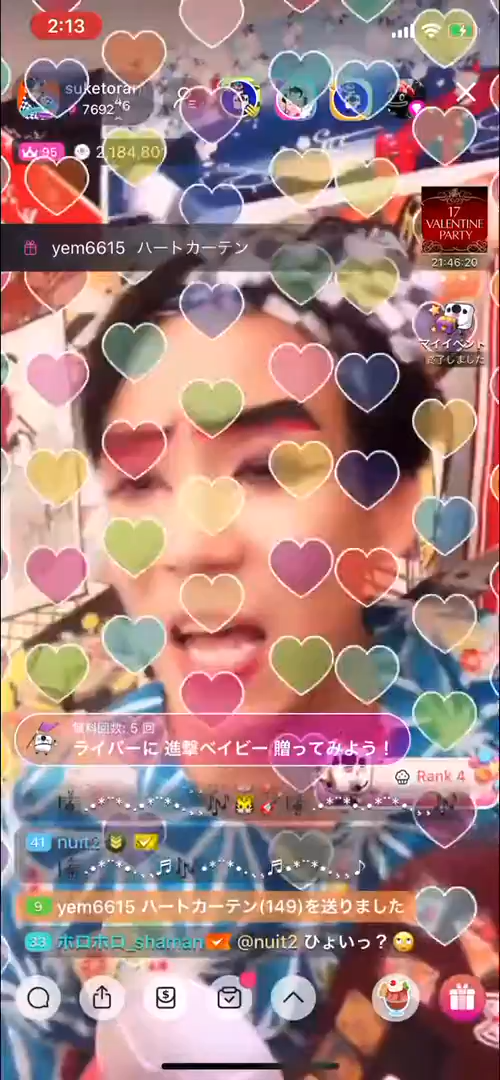 2:13
suketorah
7692
95
2,184,801
17
VALENTINE
PARTY
21:46:20
yem6615 ハートカーテン
マイイベント
終了しました
無料回数: 5 回
ライバーに 進撃ベイビー 贈ってみよう！
Rank 4
41 nuit2
9 yem6615 ハートカーテン(149)を送りました
33 ホロホロ_shaman @nuit2 ひょいっ？🙄